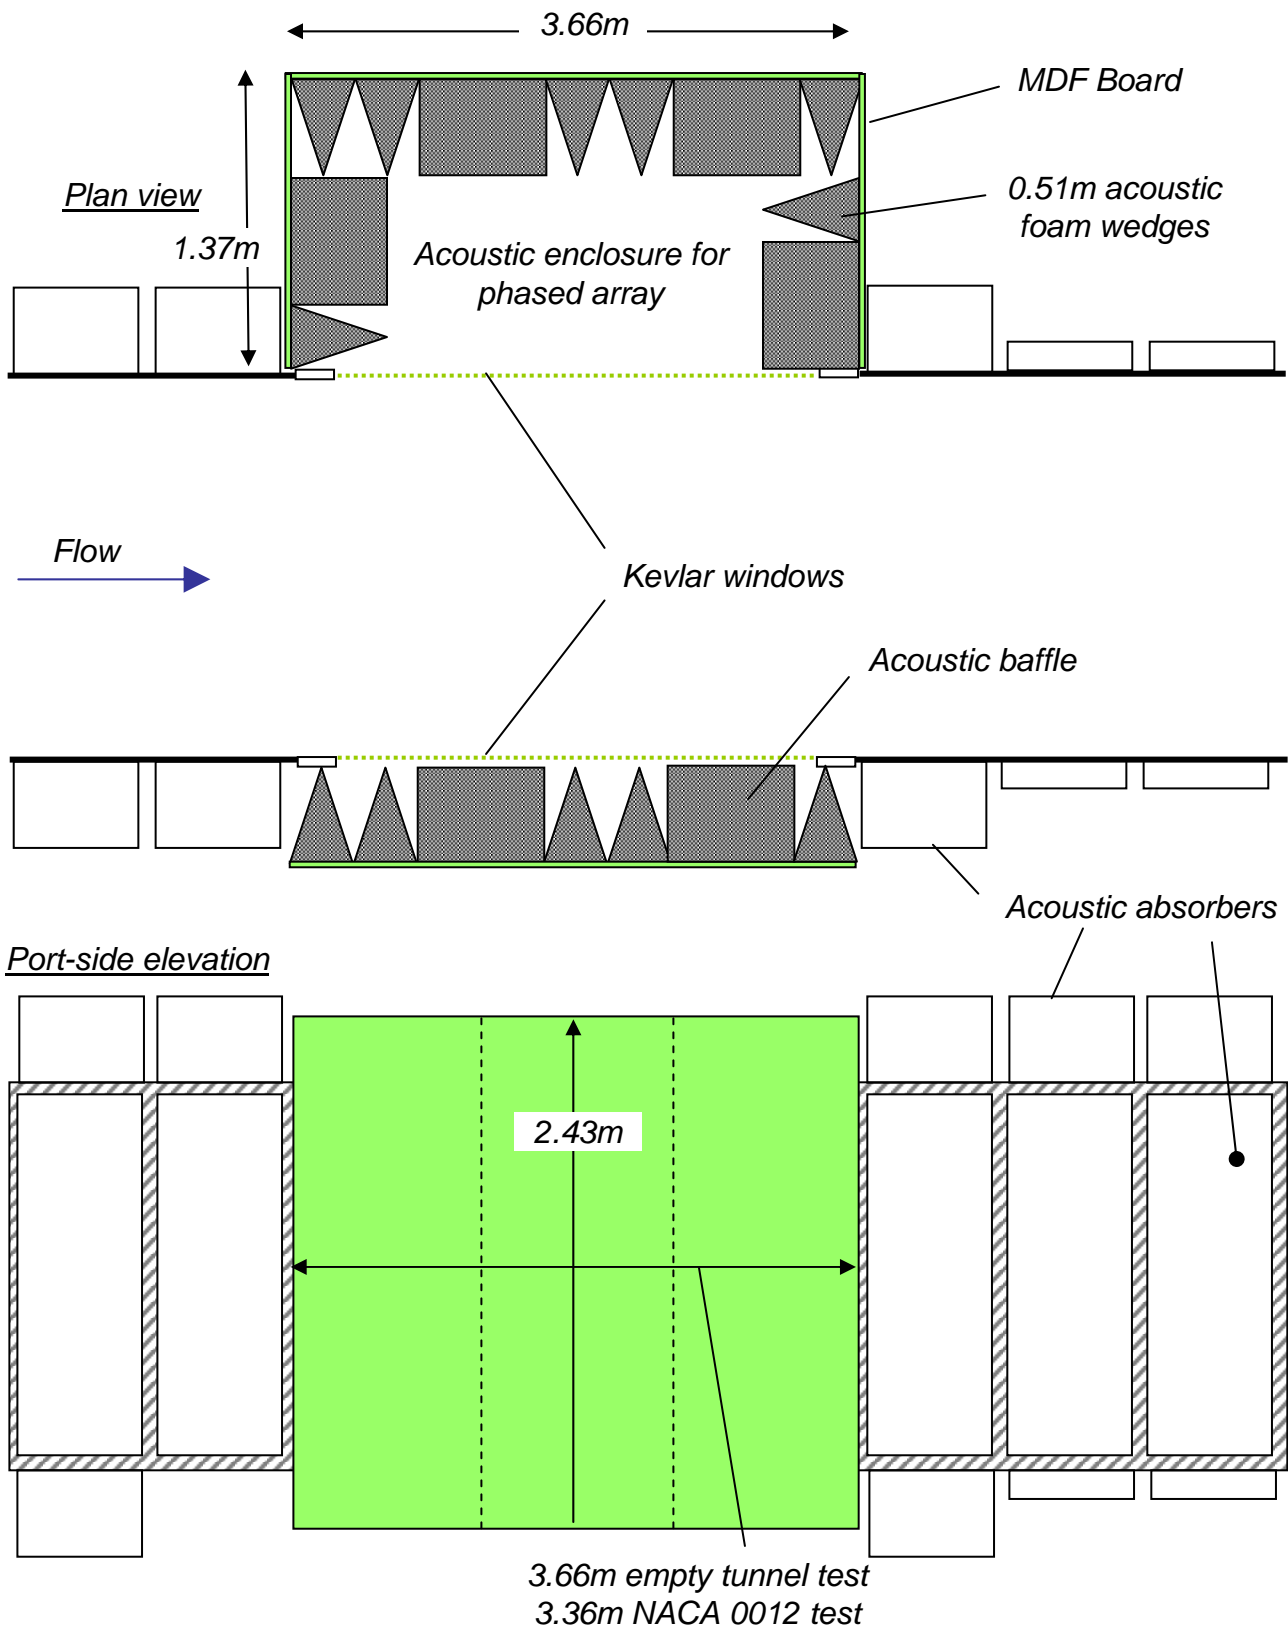 3.66m
MDF Board
Plan view
0.51m acoustic
foam wedges
1.37m
Acoustic enclosure for
phased array
Flow
Kevlar windows
Acoustic baffle
Acoustic absorbers
Port-side elevation
2.43m
3.66m empty tunnel test
3.36m NACA 0012 test